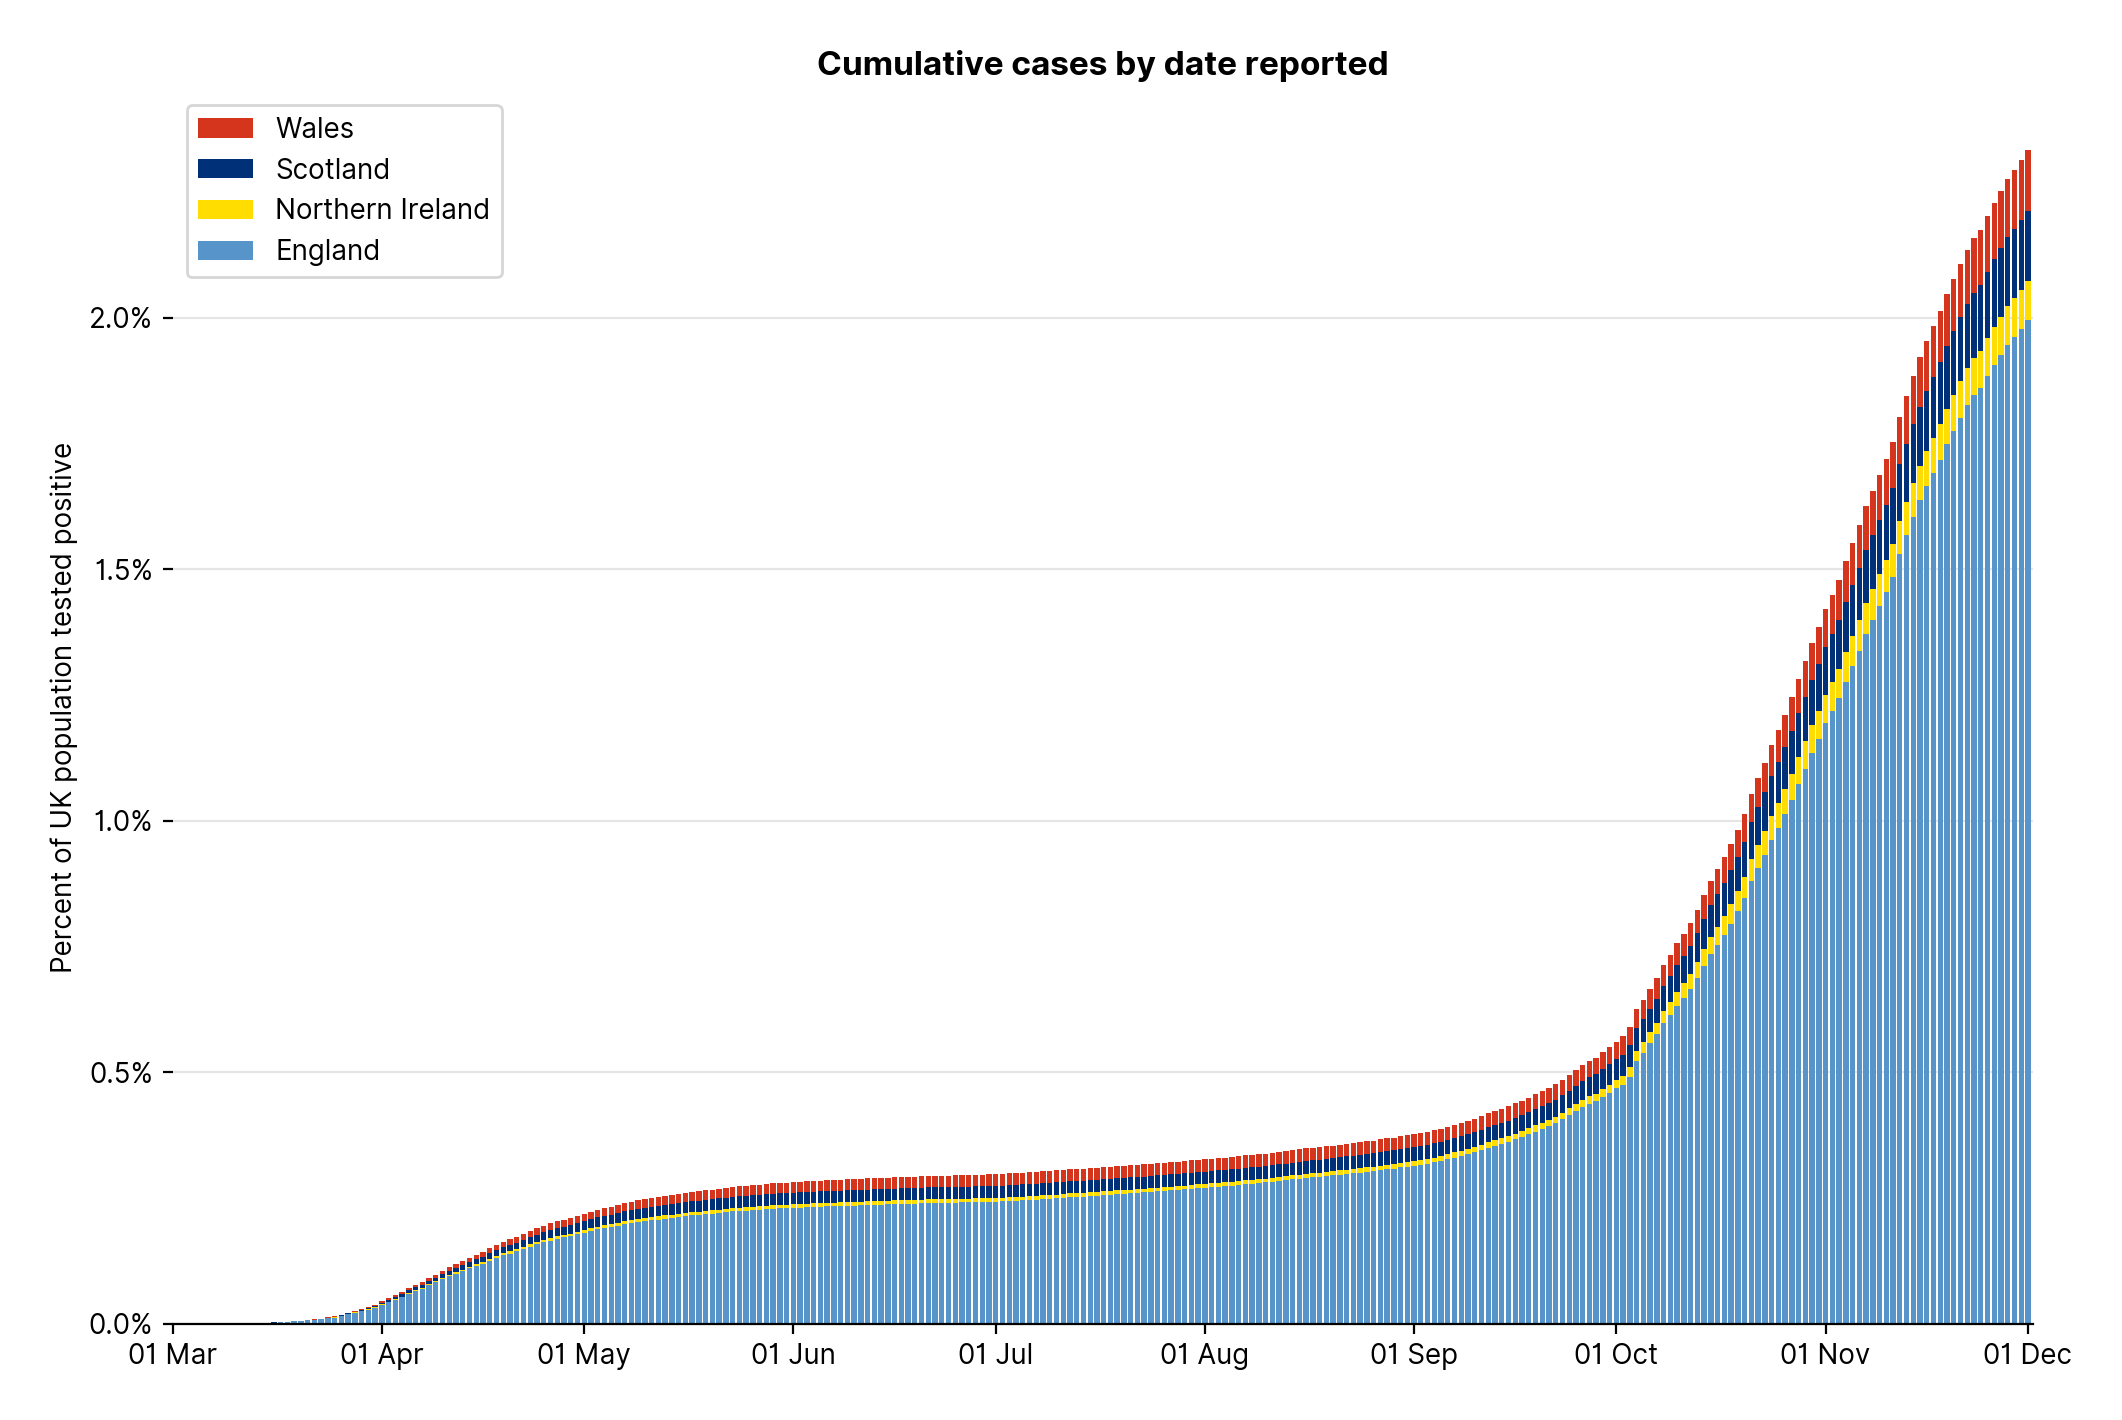 Cumulative cases by date reported
Wales
Scotland
Northern Ireland
England
Percent of UK population tested positive
2.0%
1.5%
1.0%
0.5%
0.0%
01 Mar 01 Apr 01 May 01 Jun 01 Jul 01 Aug 01 Sep 01 Oct 01 Nov 01 Dec